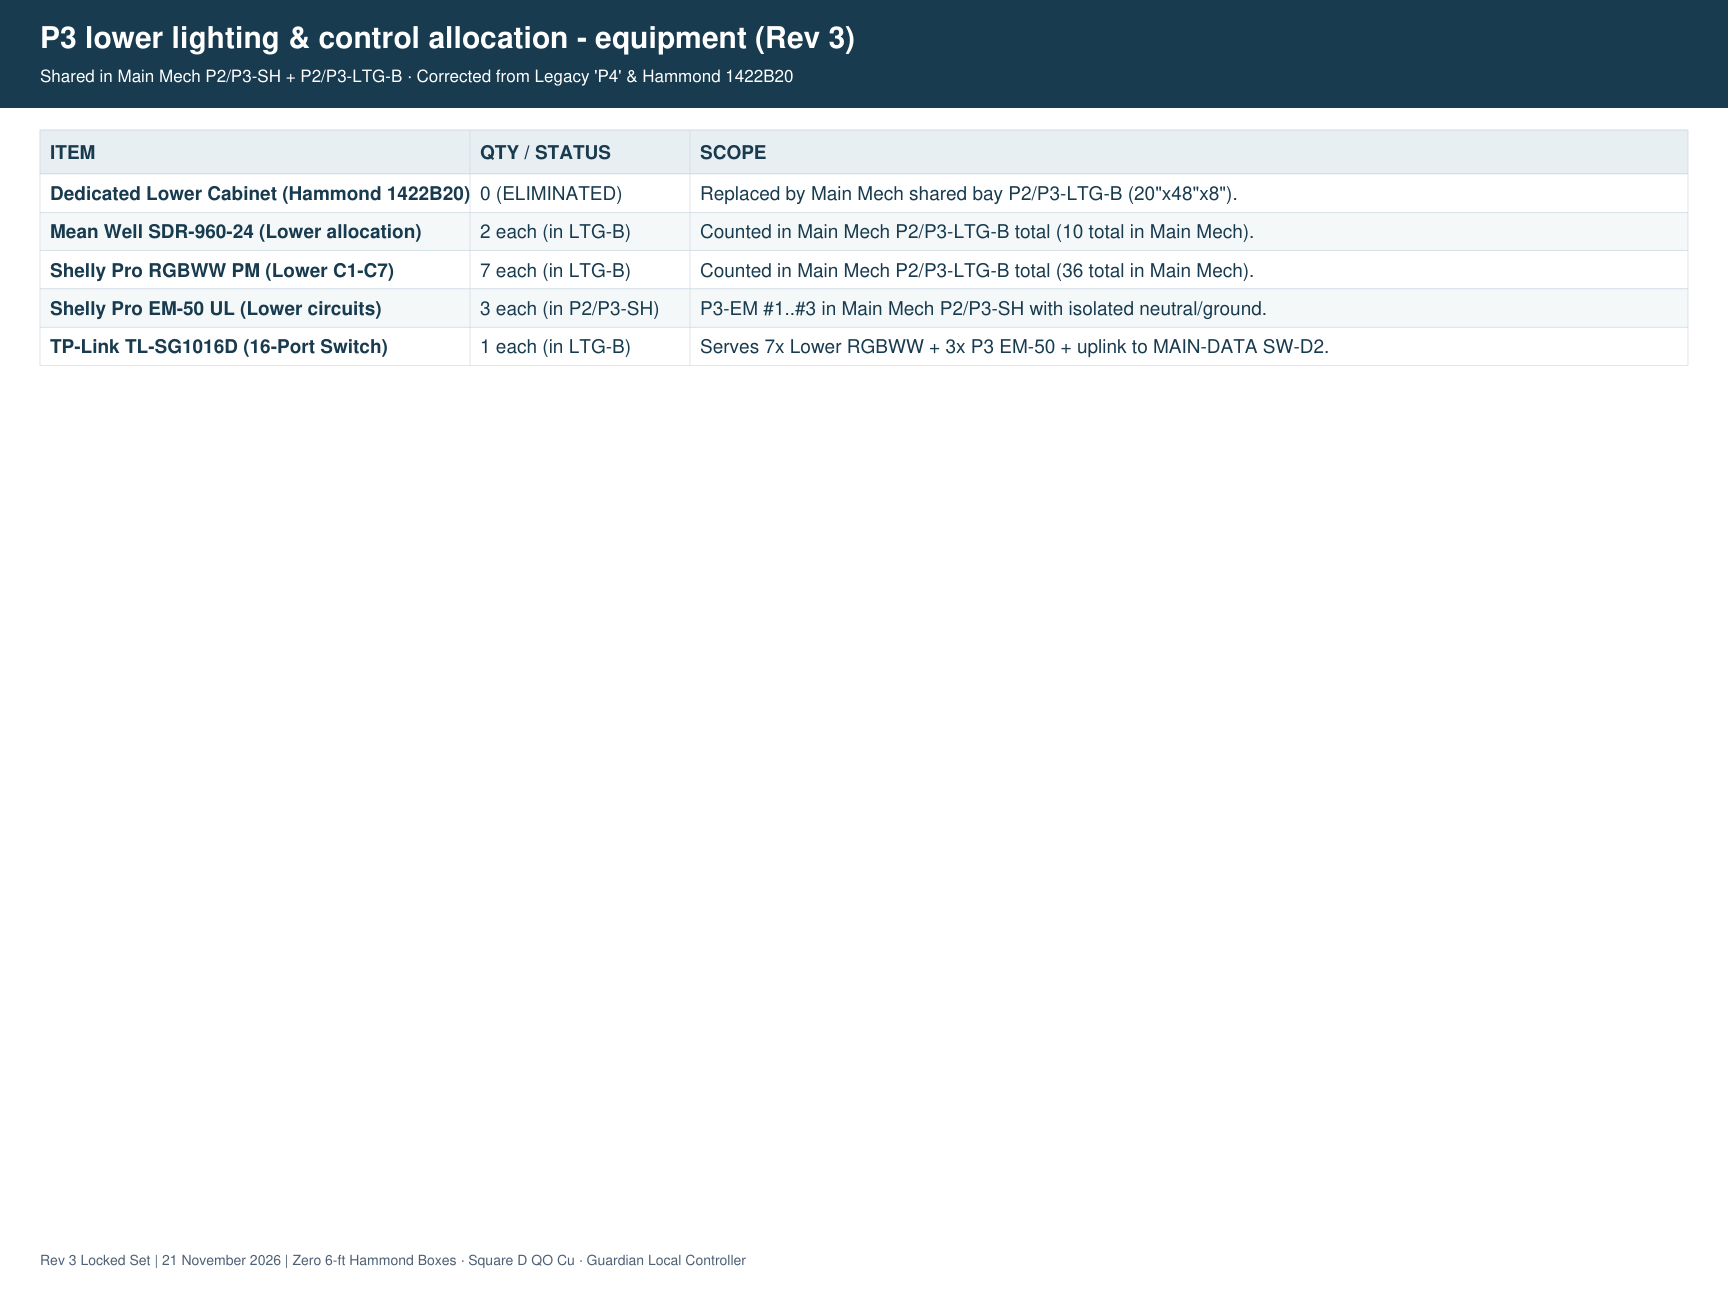 P3 lower lighting & control allocation - equipment (Rev 3)
Shared in Main Mech P2/P3-SH + P2/P3-LTG-B · Corrected from Legacy 'P4' & Hammond 1422B20
ITEM QTY / STATUS SCOPE
Dedicated Lower Cabinet (Hammond 1422B20) 0 (ELIMINATED) Replaced by Main Mech shared bay P2/P3-LTG-B (20"x48"x8").
Mean Well SDR-960-24 (Lower allocation) 2 each (in LTG-B) Counted in Main Mech P2/P3-LTG-B total (10 total in Main Mech).
Shelly Pro RGBWW PM (Lower C1-C7) 7 each (in LTG-B) Counted in Main Mech P2/P3-LTG-B total (36 total in Main Mech).
Shelly Pro EM-50 UL (Lower circuits) 3 each (in P2/P3-SH) P3-EM #1..#3 in Main Mech P2/P3-SH with isolated neutral/ground.
TP-Link TL-SG1016D (16-Port Switch) 1 each (in LTG-B) Serves 7x Lower RGBWW + 3x P3 EM-50 + uplink to MAIN-DATA SW-D2.
Rev 3 Locked Set | 21 November 2026 | Zero 6-ft Hammond Boxes · Square D QO Cu · Guardian Local Controller